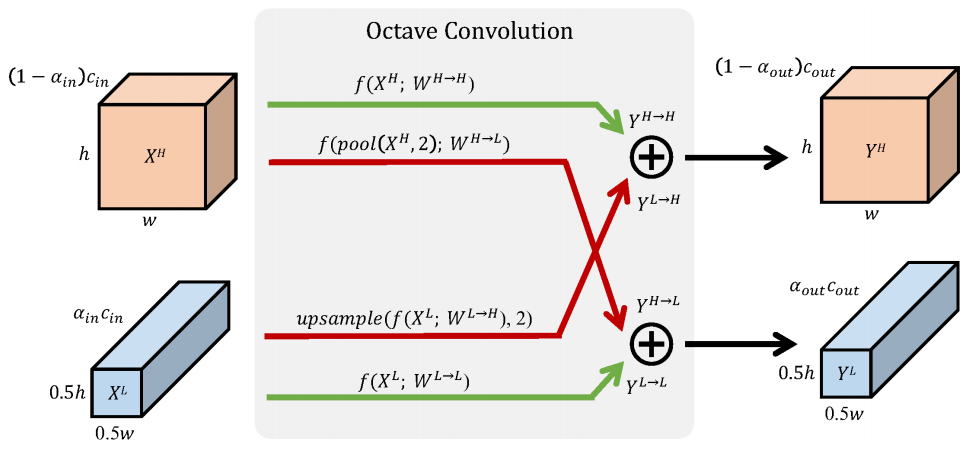 Octave Convolution
(1 − α_in)c_in
h
X^H
w
f(X^H; W^{H→H})
f(pool(X^H, 2); W^{H→L})
Y^{H→H}
Y^{L→H}
(1 − α_out)c_out
h
Y^H
w
α_in c_in
0.5h
X^L
0.5w
upsample(f(X^L; W^{L→H}), 2)
f(X^L; W^{L→L})
Y^{H→L}
Y^{L→L}
α_out c_out
0.5h
Y^L
0.5w